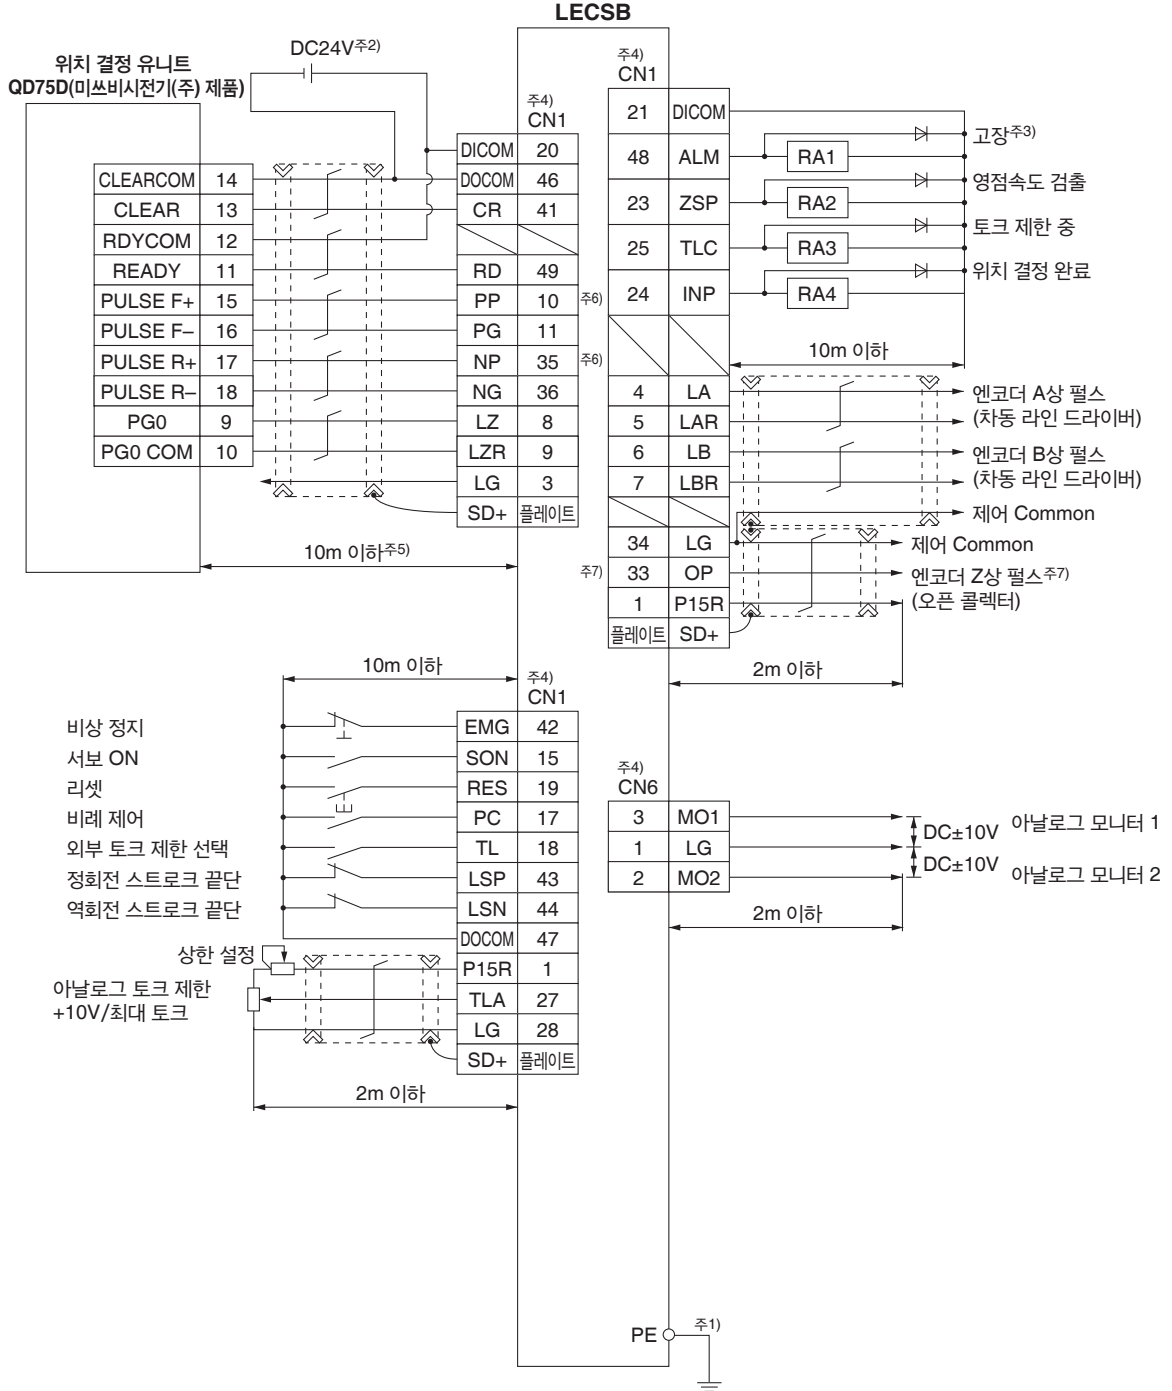 LECSB
위치 결정 유니트
QD75D(미쓰비시전기(주) 제품)
DC24V주2)
주4)
CN1
DICOM 20
CLEARCOM 14 DOCOM 46
CLEAR 13 CR 41
RDYCOM 12
READY 11 RD 49
PULSE F+ 15 PP 10 주6)
PULSE F– 16 PG 11
PULSE R+ 17 NP 35 주6)
PULSE R– 18 NG 36
PG0 9 LZ 8
PG0 COM 10 LZR 9
LG 3
SD+ 플레이트
10m 이하주5)
주4)
CN1
21 DICOM
48 ALM RA1 고장주3)
23 ZSP RA2 영점속도 검출
25 TLC RA3 토크 제한 중
24 INP RA4 위치 결정 완료
10m 이하
4 LA 엔코더 A상 펄스
5 LAR (차동 라인 드라이버)
6 LB 엔코더 B상 펄스
7 LBR (차동 라인 드라이버)
제어 Common
34 LG 제어 Common
주7) 33 OP 엔코더 Z상 펄스주7)
1 P15R (오픈 콜렉터)
플레이트 SD+
2m 이하
10m 이하
주4)
CN1
비상 정지 EMG 42
서보 ON SON 15
리셋 RES 19
비례 제어 PC 17
외부 토크 제한 선택 TL 18
정회전 스트로크 끝단 LSP 43
역회전 스트로크 끝단 LSN 44
DOCOM 47
상한 설정 P15R 1
아날로그 토크 제한 TLA 27
+10V/최대 토크
LG 28
SD+ 플레이트
2m 이하
주4)
CN6
3 MO1 아날로그 모니터 1
DC±10V
1 LG
DC±10V
2 MO2 아날로그 모니터 2
2m 이하
PE 주1)